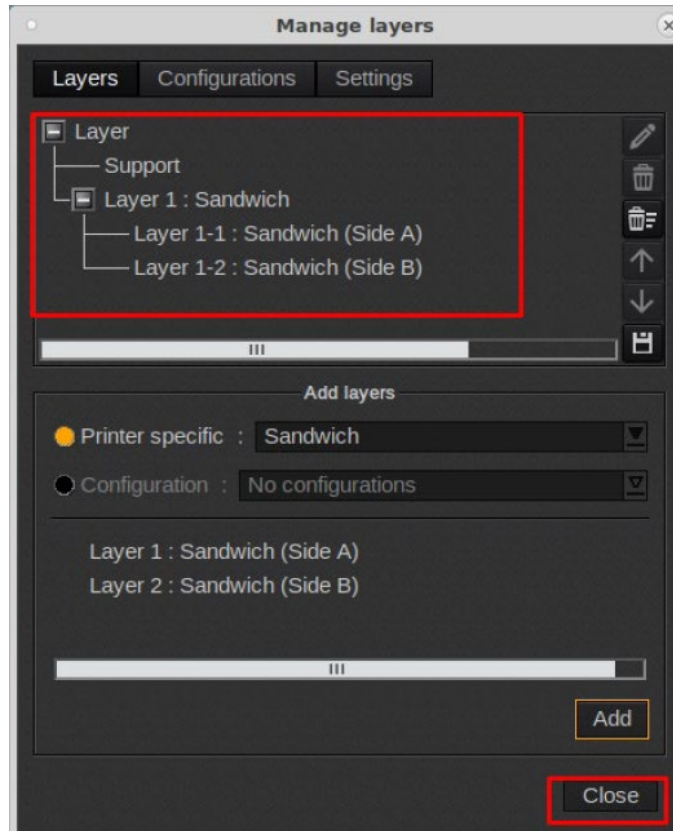 Manage layers
Layers Configurations Settings
Layer
Support
Layer 1 : Sandwich
Layer 1-1 : Sandwich (Side A)
Layer 1-2 : Sandwich (Side B)
Add layers
Printer specific : Sandwich
Configuration : No configurations
Layer 1 : Sandwich (Side A)
Layer 2 : Sandwich (Side B)
Add
Close